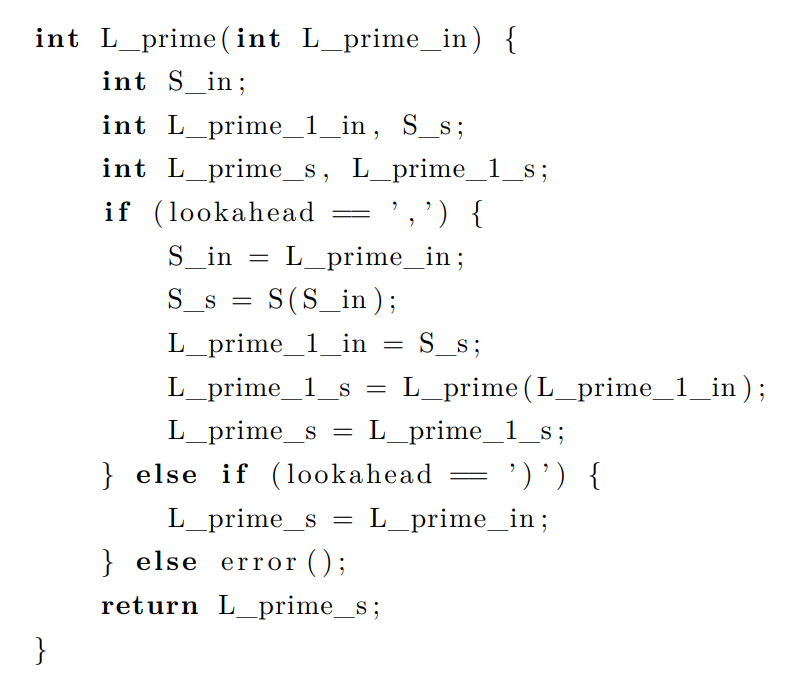 int L_prime(int L_prime_in) {
    int S_in;
    int L_prime_1_in, S_s;
    int L_prime_s, L_prime_1_s;
    if (lookahead == ',') {
        S_in = L_prime_in;
        S_s = S(S_in);
        L_prime_1_in = S_s;
        L_prime_1_s = L_prime(L_prime_1_in);
        L_prime_s = L_prime_1_s;
    } else if (lookahead == ')') {
        L_prime_s = L_prime_in;
    } else error();
    return L_prime_s;
}